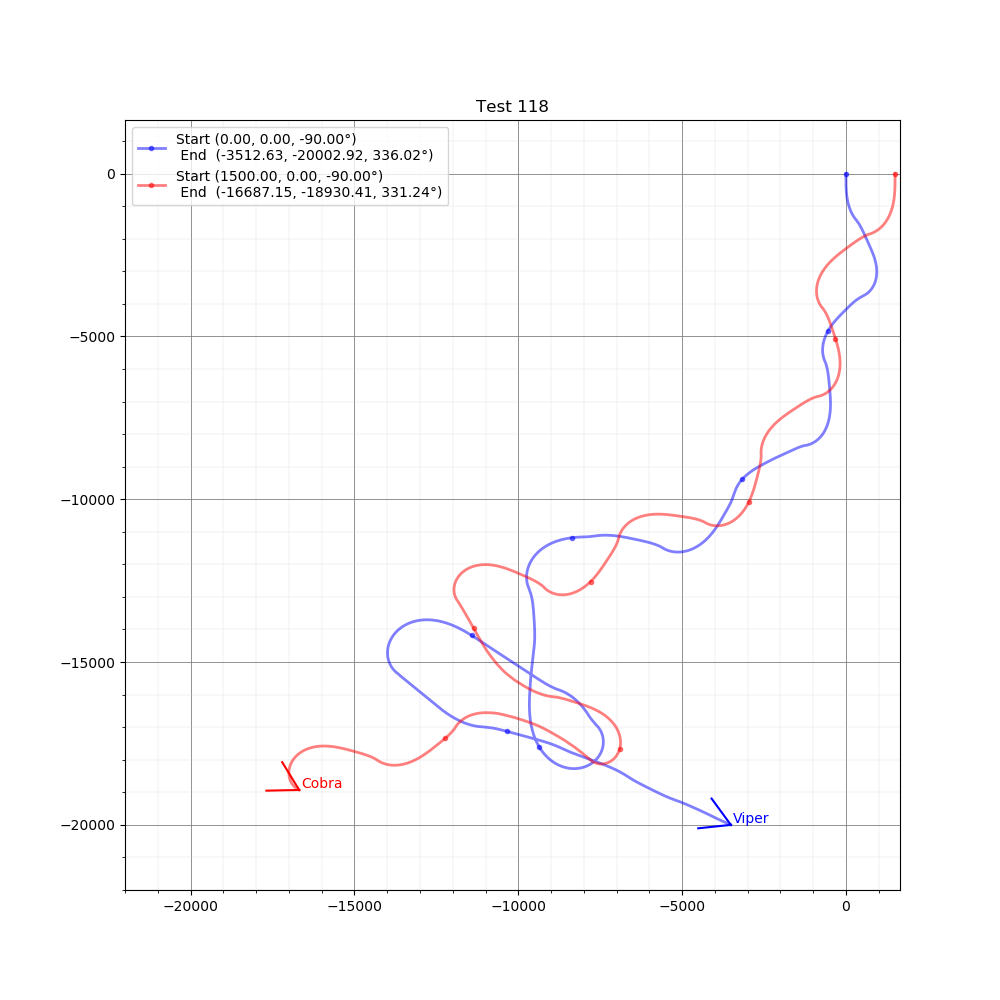 Test 118
Start (0.00, 0.00, -90.00°)
End (-3512.63, -20002.92, 336.02°)
Start (1500.00, 0.00, -90.00°)
End (-16687.15, -18930.41, 331.24°)
0
−5000
−10000
−15000
−20000
Cobra
Viper
−20000 −15000 −10000 −5000 0